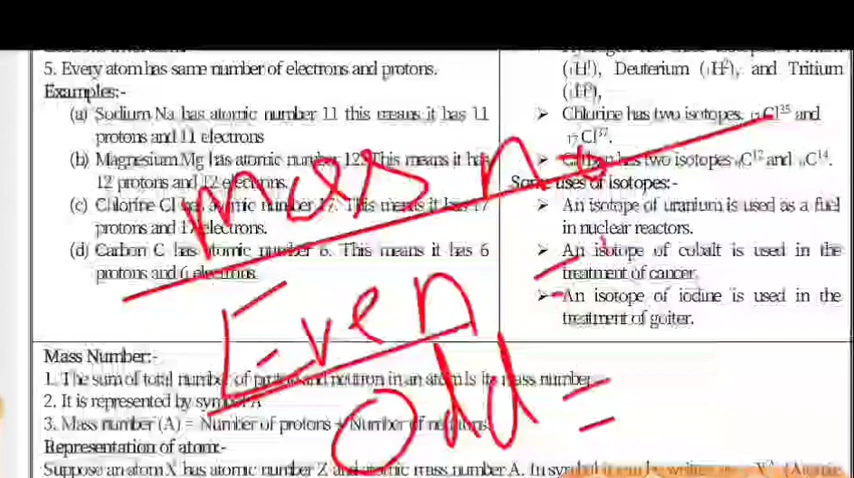 5. Every atom has same number of electrons and protons.
Examples:-
(a) Sodium Na has atomic number 11 this means it has 11
protons and 11 electrons
(b) Magnesium Mg has atomic number 12. This means it has
12 protons and 12 electrons.
(c) Chlorine Cl has atomic number 17. This means it has 17
protons and 17 electrons.
(d) Carbon C has atomic number 6. This means it has 6
protons and 6 electrons
(₁H¹), Deuterium (₁H²), and Tritium
(₁H³),
➢ Chlorine has two isotopes. ₁₇Cl³⁵ and
₁₇Cl³⁷.
➢ Carbon has two isotopes ₆C¹² and ₆C¹⁴.
Some uses of isotopes:-
➢ An isotope of uranium is used as a fuel
in nuclear reactors.
➢ An isotope of cobalt is used in the
treatment of cancer.
➢ An isotope of iodine is used in the
treatment of goiter.
mass no
Even
Odd =
Mass Number:-
1. The sum of total number of proton and neutron in an atom Is its mass number
2. It is represented by symbol A
3. Mass number (A) = Number of protons + Number of neutrons
Representation of atom:-
Suppose an atom X has atomic number Z and atomic mass number A. In symbol it can be written as